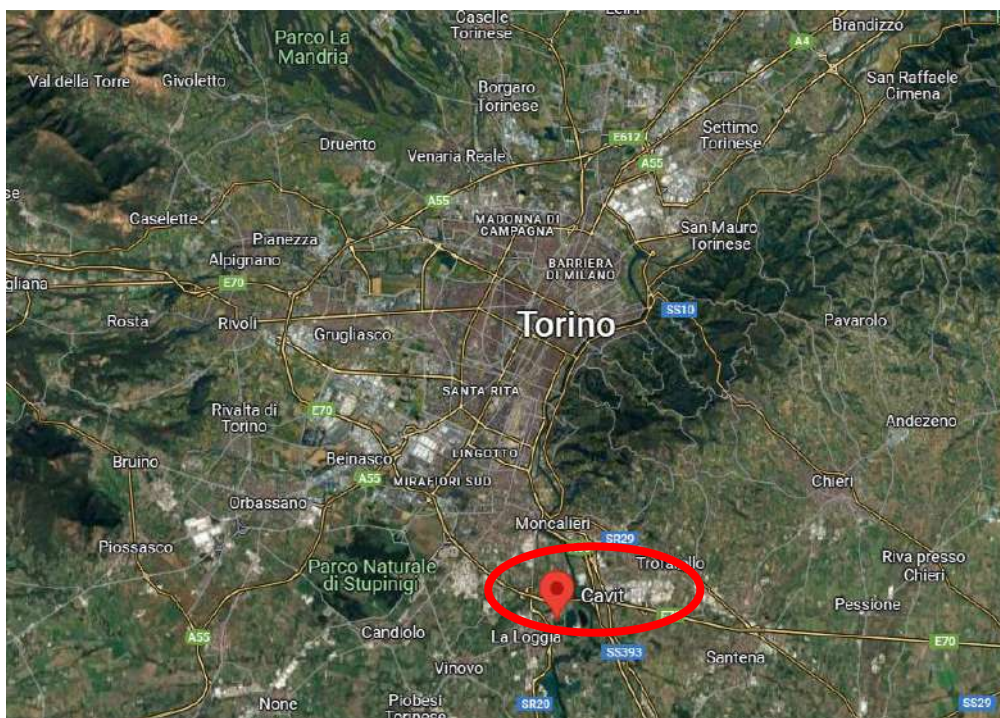 Caselle
Torinese
Leinì
Brandizzo
Parco La
Mandria
A4
Val della Torre
Givoletto
San Raffaele
Cimena
Borgaro
Torinese
Settimo
Torinese
E612
Druento
Venaria Reale
A55
A55
Caselette
MADONNA DI
CAMPAGNA
San Mauro
Torinese
Pianezza
Alpignano
BARRIERA
DI MILANO
E70
gliana
SS10
Rosta
Rivoli
Grugliasco
Torino
Pavarolo
SANTA RITA
Rivalta di
Torino
E70
Andezeno
Bruino
Beinasco
LINGOTTO
A55
MIRAFIORI SUD
Chieri
Orbassano
Moncalieri
SR29
Piossasco
Parco Naturale
di Stupinigi
Trofarello
Riva presso
Chieri
Cavit
Pessione
Candiolo
La Loggia
A55
E70
SS393
Santena
Vinovo
None
Piobesi
Torinese
SR20
SS29